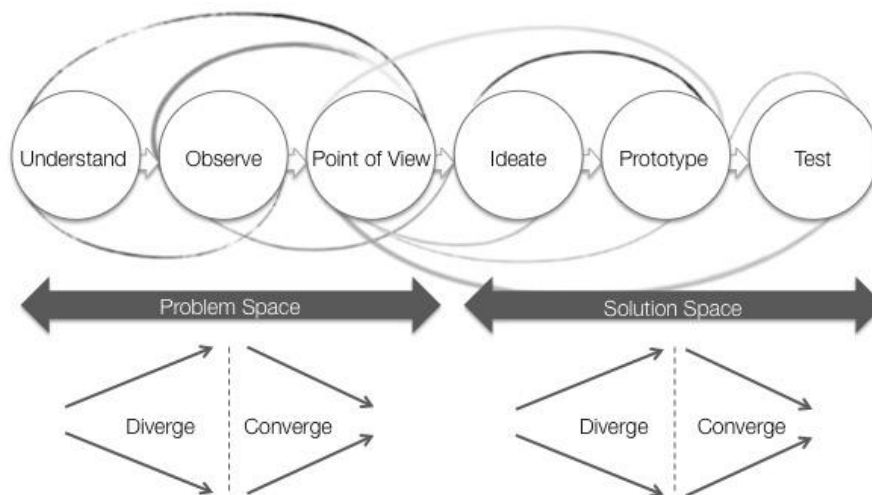 Understand Observe Point of View Ideate Prototype Test
Problem Space Solution Space
Diverge Converge Diverge Converge